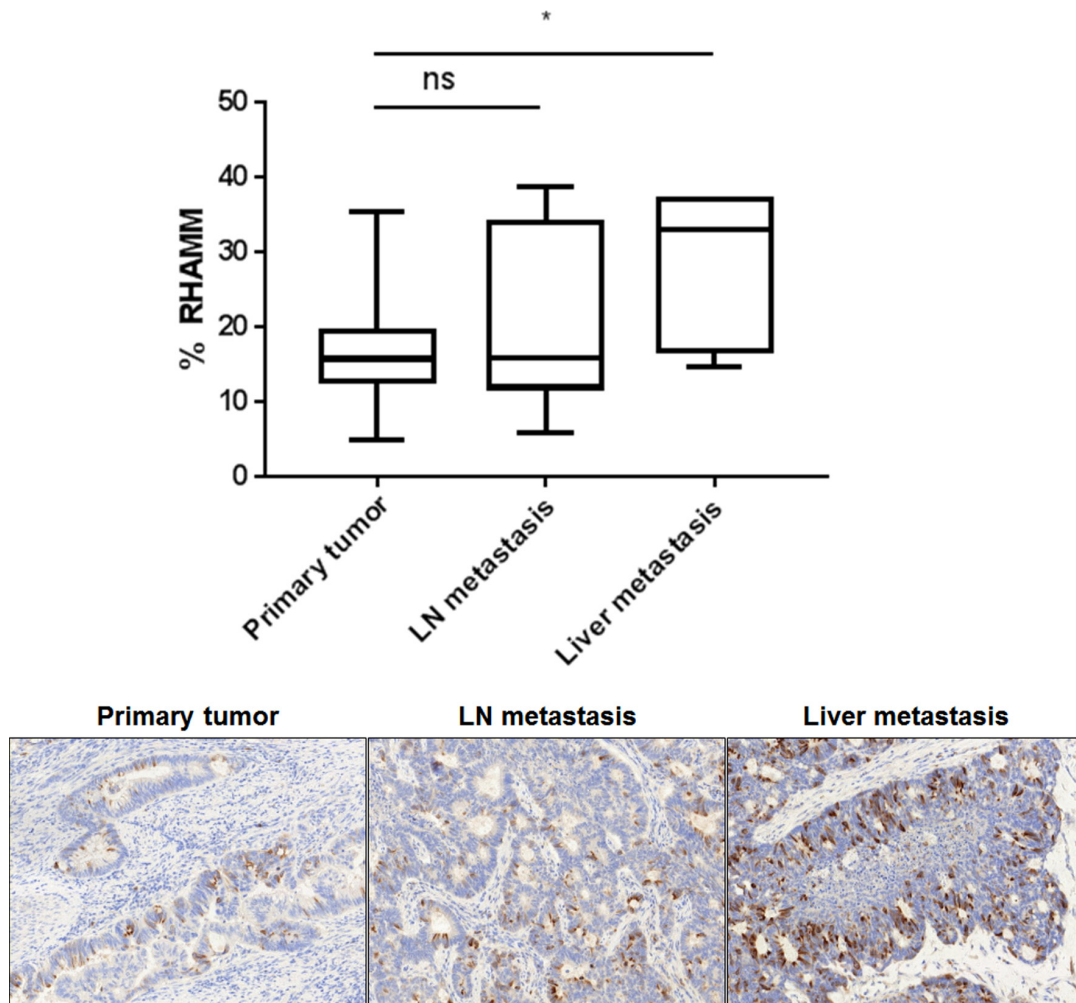 *
ns
50
40
30
20
10
0
% RHAMM
Primary tumor
LN metastasis
Liver metastasis
Primary tumor LN metastasis Liver metastasis